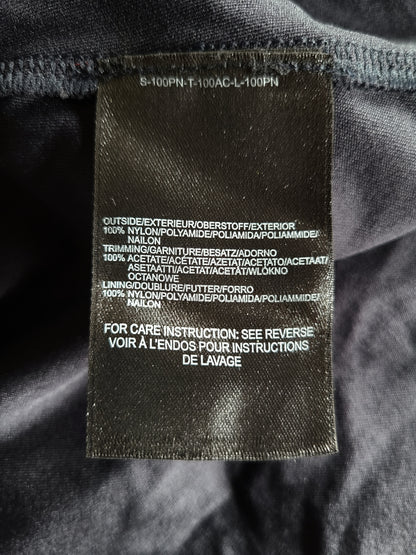 S-100PN-T-100AC-L-100PN
OUTSIDE/EXTERIEUR/OBERSTOFF/EXTERIOR
100% NYLON/POLYAMIDE/POLIAMIDA/POLIAMMIDE/
NAILON
TRIMMING/GARNITURE/BESATZ/ADORNO
100% ACETATE/ACÉTATE/AZETAT/ACETATO/ACETAAT/
ASETAATTI/ACETAT/ACETÁT/WLÓKNO
OCTANOWE
LINING/DOUBLURE/FUTTER/FORRO
100% NYLON/POLYAMIDE/POLIAMIDA/POLIAMMIDE/
NAILON
FOR CARE INSTRUCTION: SEE REVERSE
VOIR À L'ENDOS POUR INSTRUCTIONS
DE LAVAGE